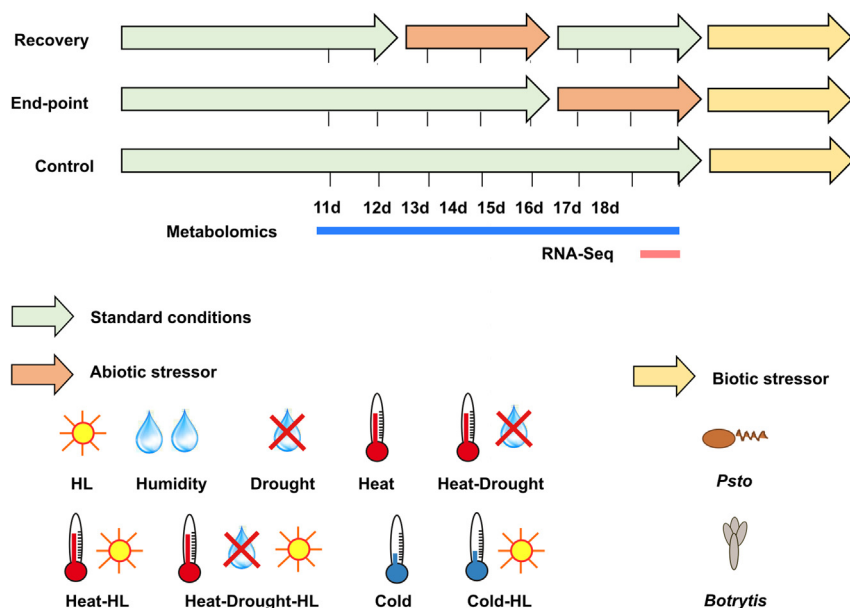 Recovery
End-point
Control
11d 12d 13d 14d 15d 16d 17d 18d
Metabolomics
RNA-Seq
Standard conditions
Abiotic stressor
Biotic stressor
HL Humidity Drought Heat Heat-Drought Psto
Heat-HL Heat-Drought-HL Cold Cold-HL Botrytis